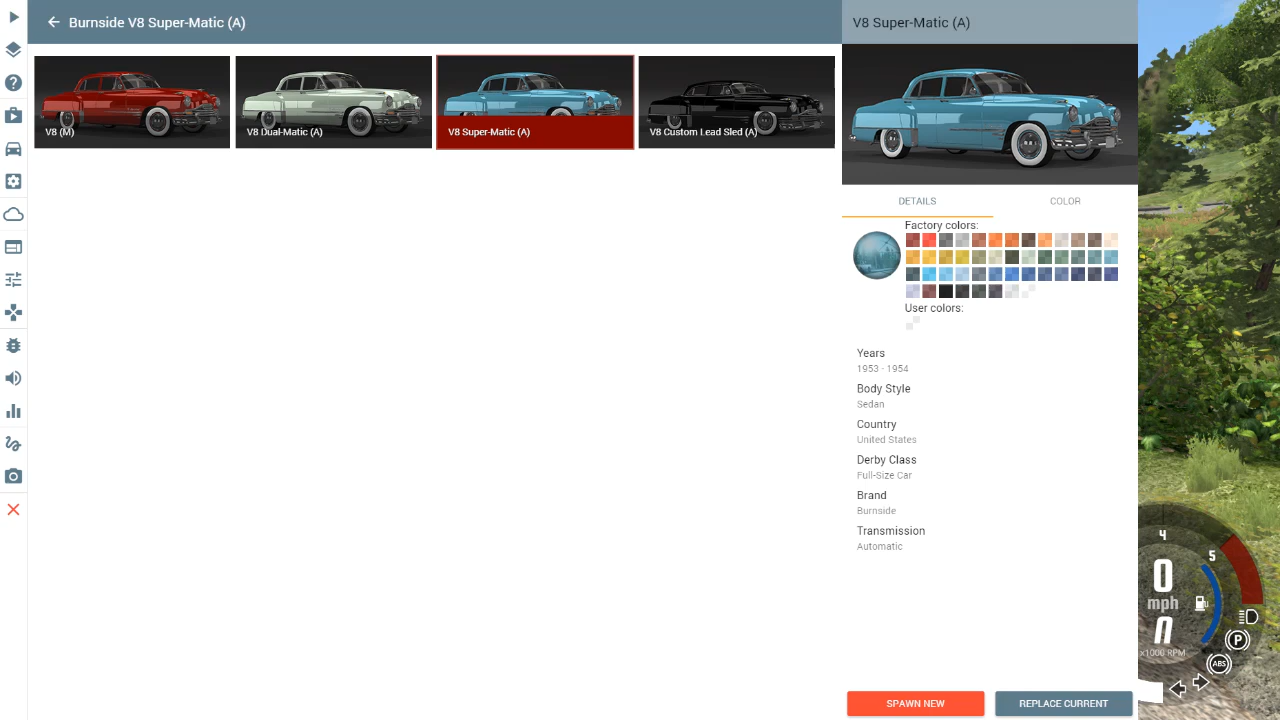 Burnside V8 Super-Matic (A)
V8 Super-Matic (A)
V8 (M)
V8 Dual-Matic (A)
V8 Super-Matic (A)
V8 Custom Lead Sled (A)
DETAILS
COLOR
Factory colors:
User colors:
Years
1953 - 1954
Body Style
Sedan
Country
United States
Derby Class
Full-Size Car
Brand
Burnside
Transmission
Automatic
SPAWN NEW
REPLACE CURRENT
4
5
0
mph
n
x1000 RPM
P
ABS